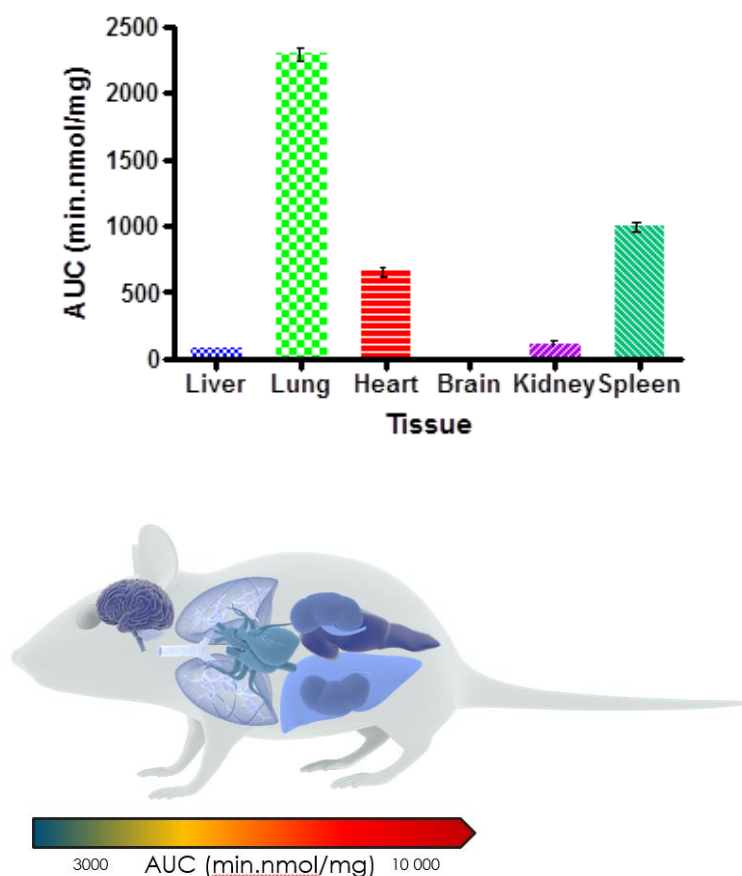 2500
2000
1500
1000
500
0
AUC (min.nmol/mg)
Liver Lung Heart Brain Kidney Spleen
Tissue
3000 AUC (min.nmol/mg) 10 000